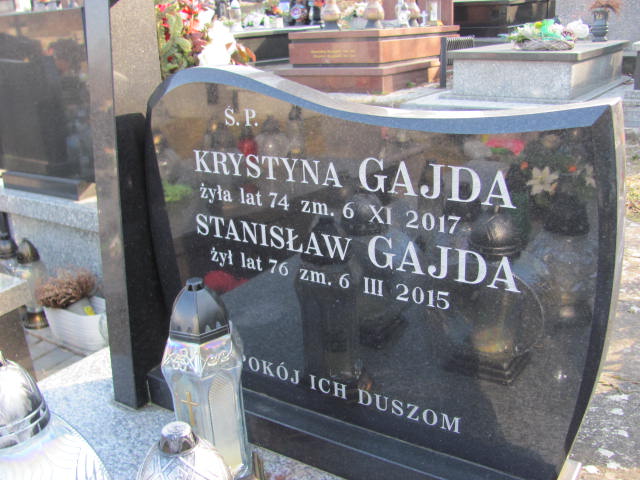 Ś.P.
KRYSTYNA GAJDA
żyła lat 74 zm. 6 XI 2017
STANISŁAW GAJDA
żył lat 76 zm. 6 III 2015
POKÓJ ICH DUSZOM